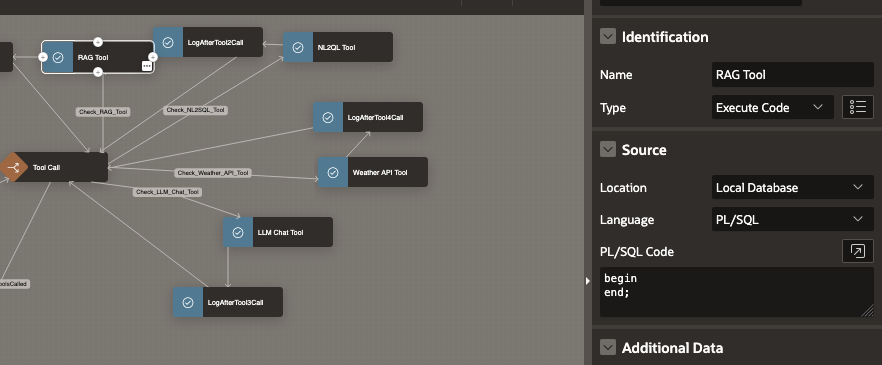 RAG Tool
LogAfterTool2Call
NL2QL Tool
Check_RAG_Tool
Check_NL2SQL_Tool
LogAfterTool4Call
Tool Call
Check_Weather_API_Tool
Weather API Tool
Check_LLM_Chat_Tool
LLM Chat Tool
oolsCalled
LogAfterTool3Call
Identification
Name
RAG Tool
Type
Execute Code
Source
Location
Local Database
Language
PL/SQL
PL/SQL Code
begin
end;
Additional Data